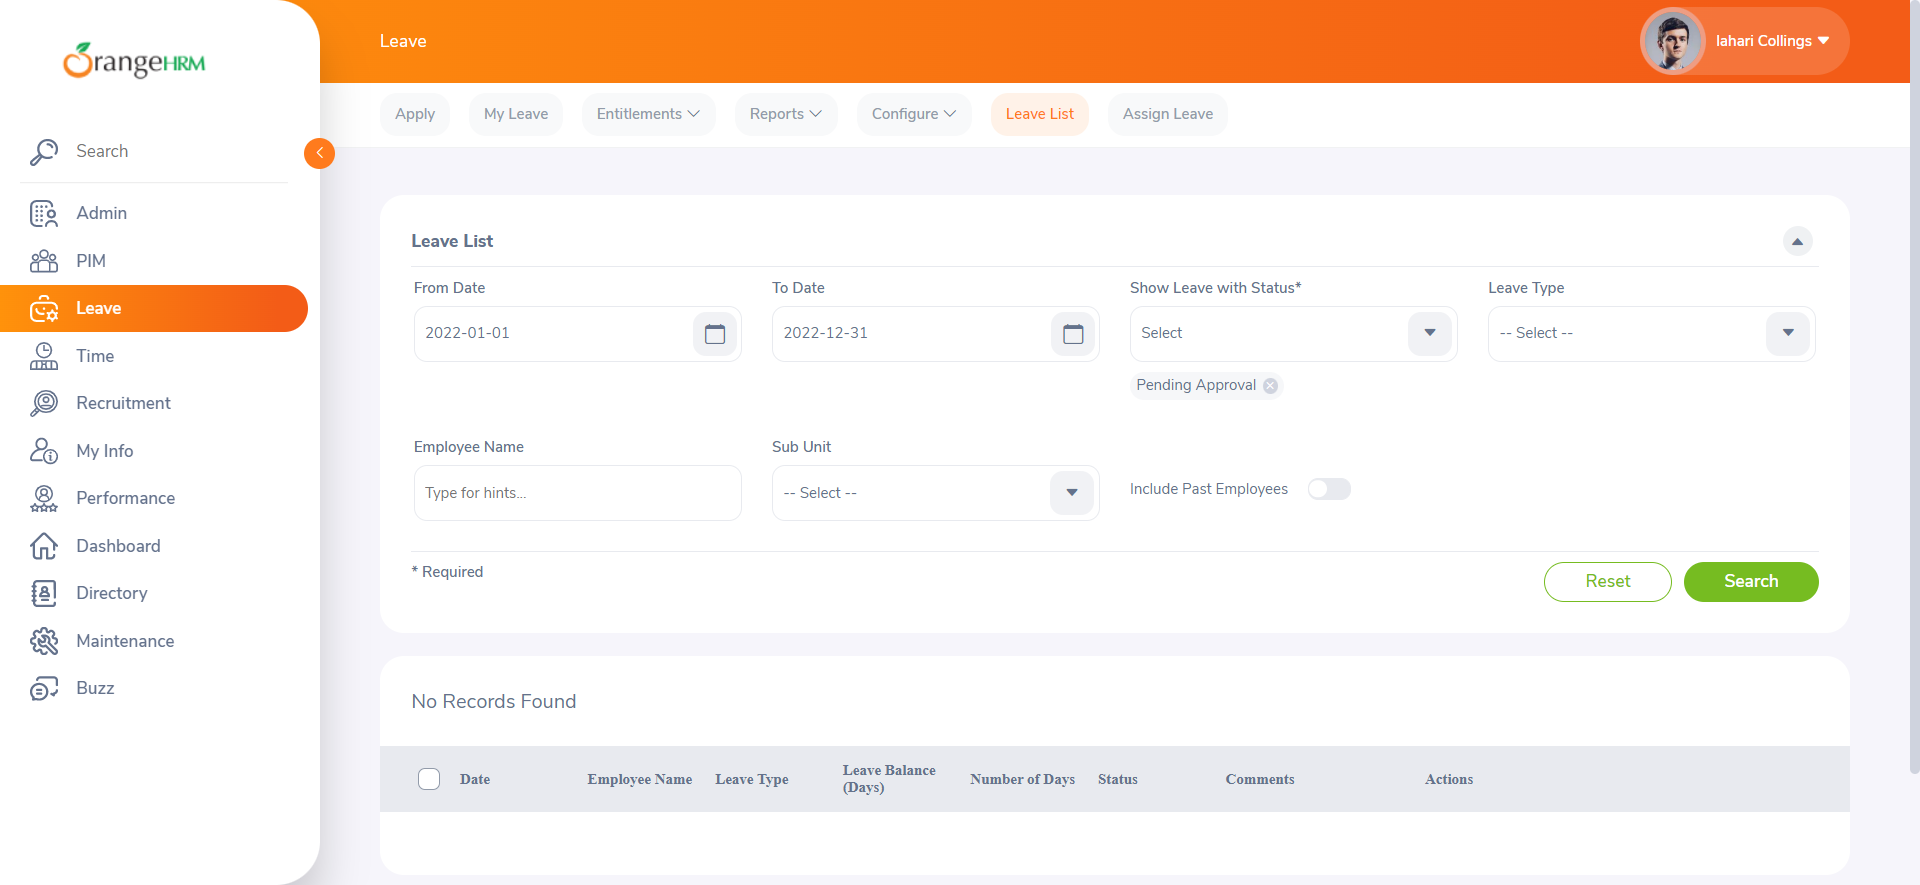 OrangeHRM
Leave
lahari Collings
Apply
My Leave
Entitlements
Reports
Configure
Leave List
Assign Leave
Search
Admin
PIM
Leave
Time
Recruitment
My Info
Performance
Dashboard
Directory
Maintenance
Buzz
Leave List
From Date
To Date
Show Leave with Status*
Leave Type
2022-01-01
2022-12-31
Select
-- Select --
Pending Approval
Employee Name
Sub Unit
Type for hints...
-- Select --
Include Past Employees
* Required
Reset
Search
No Records Found
Date
Employee Name
Leave Type
Leave Balance
(Days)
Number of Days
Status
Comments
Actions